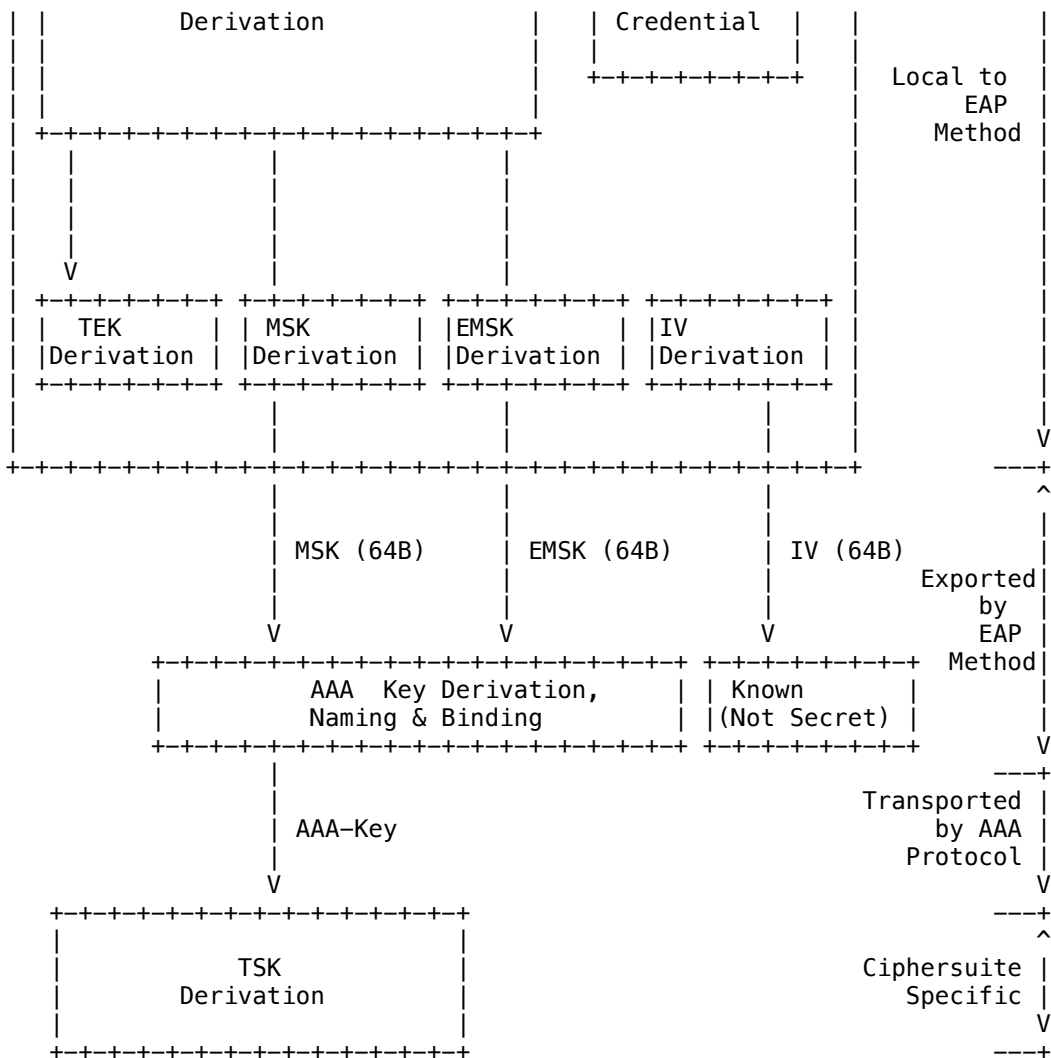 Derivation Credential
Local to
EAP
Method
V
TEK MSK EMSK IV
Derivation Derivation Derivation Derivation
V
---+
^
MSK (64B) EMSK (64B) IV (64B)
Exported
by
V V V EAP
Method
AAA Key Derivation, Known
Naming & Binding (Not Secret)
V
---+
Transported
AAA-Key by AAA
Protocol
V V
---+
^
TSK Ciphersuite
Derivation Specific
V
---+